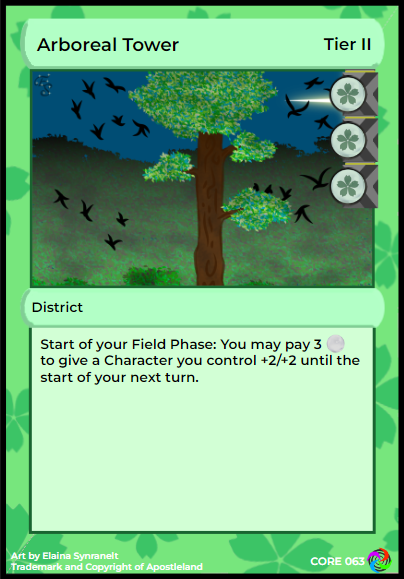 Arboreal Tower
Tier II
District
Start of your Field Phase: You may pay 3
to give a Character you control +2/+2 until the
start of your next turn.
Art by Elaina Synranelt
Trademark and Copyright of Apostleland
CORE 063